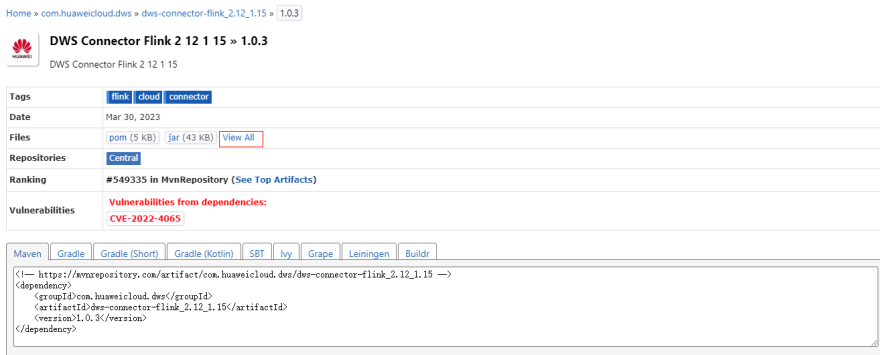 Home » com.huaweicloud.dws » dws-connector-flink_2.12_1.15 » 1.0.3
HUAWEI
DWS Connector Flink 2 12 1 15 » 1.0.3
DWS Connector Flink 2 12 1 15
Tags flink cloud connector
Date Mar 30, 2023
Files pom (5 KB) jar (43 KB) View All
Repositories Central
Ranking #549335 in MvnRepository (See Top Artifacts)
Vulnerabilities Vulnerabilities from dependencies:
CVE-2022-4065
Maven Gradle Gradle (Short) Gradle (Kotlin) SBT Ivy Grape Leiningen Buildr
<!-- https://mvnrepository.com/artifact/com.huaweicloud.dws/dws-connector-flink_2.12_1.15 -->
<dependency>
<groupId>com.huaweicloud.dws</groupId>
<artifactId>dws-connector-flink_2.12_1.15</artifactId>
<version>1.0.3</version>
</dependency>